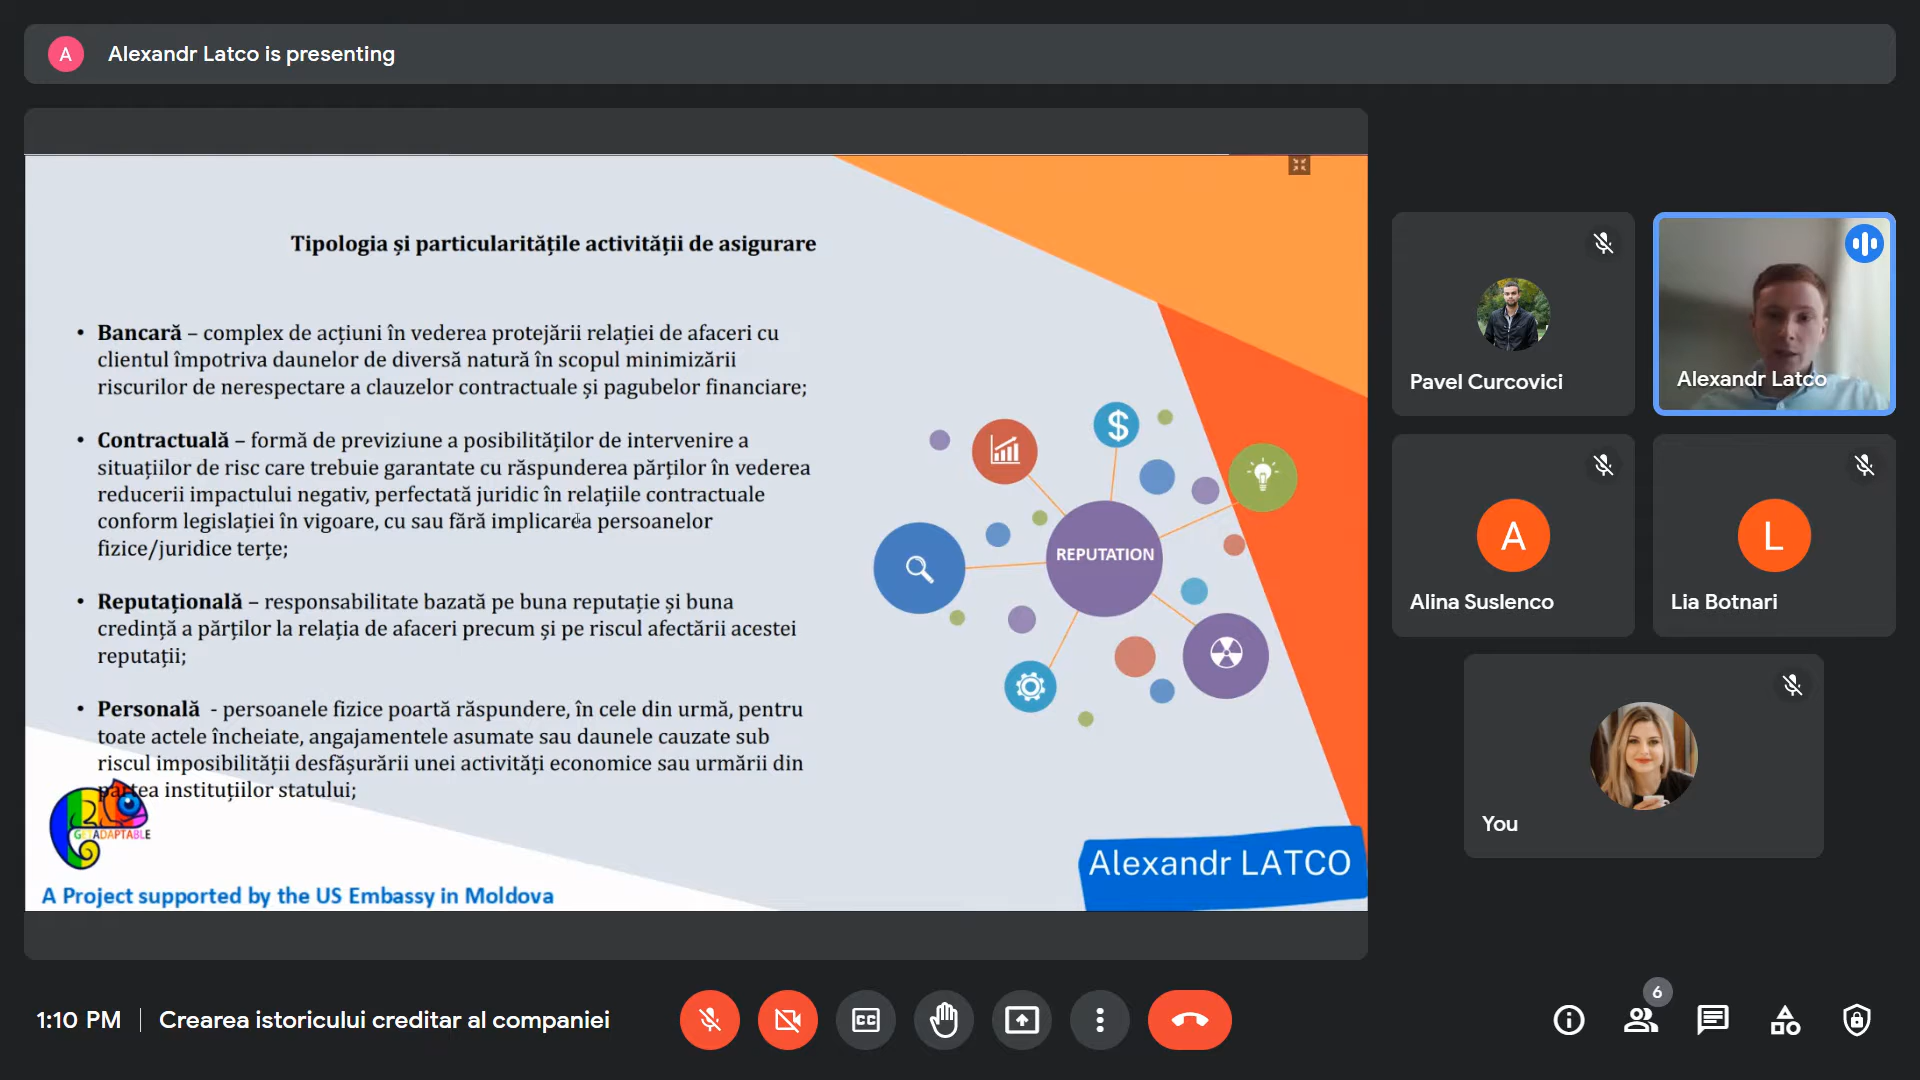 A
Alexandr Latco is presenting
Tipologia și particularitățile activității de asigurare
• Bancară – complex de acțiuni în vederea protejării relației de afaceri cu
clientul împotriva daunelor de diversă natură în scopul minimizării
riscurilor de nerespectare a clauzelor contractuale și pagubelor financiare;
• Contractuală – formă de previziune a posibilităților de intervenire a
situațiilor de risc care trebuie garantate cu răspunderea părților în vederea
reducerii impactului negativ, perfectată juridic în relațiile contractuale
conform legislației în vigoare, cu sau fără implicarea persoanelor
fizice/juridice terțe;
• Reputațională – responsabilitate bazată pe buna reputație și buna
credință a părților la relația de afaceri precum și pe riscul afectării acestei
reputații;
• Personală - persoanele fizice poartă răspundere, în cele din urmă, pentru
toate actele încheiate, angajamentele asumate sau daunele cauzate sub
riscul imposibilității desfășurării unei activități economice sau urmării din
partea instituțiilor statului;
$
REPUTATION
GETADAPTABLE
A Project supported by the US Embassy in Moldova
Alexandr LATCO
Pavel Curcovici
Alexandr Latco
A
Alina Suslenco
L
Lia Botnari
You
1:10 PM
Crearea istoricului creditar al companiei
CC
6